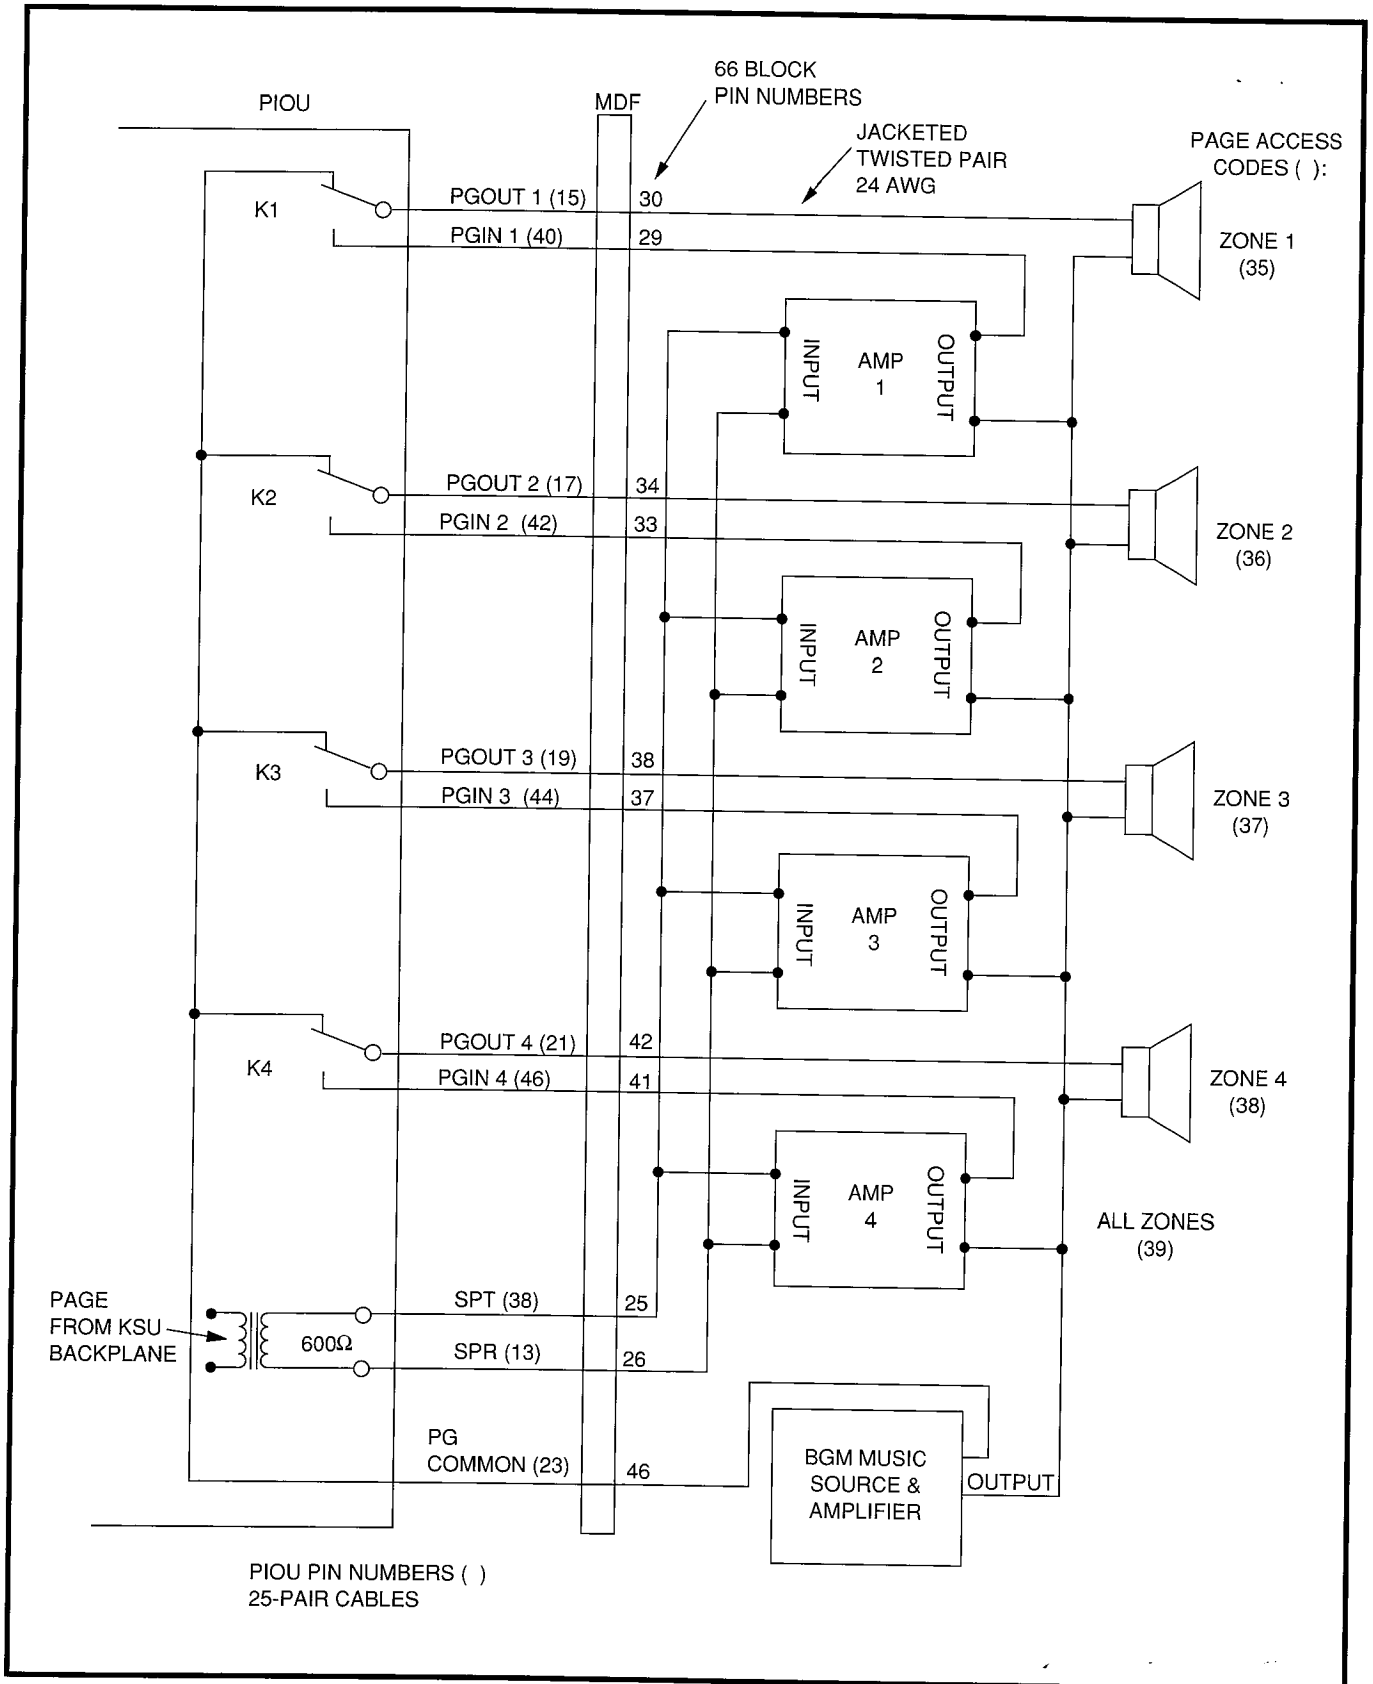 66 BLOCK
PIN NUMBERS
PIOU
MDF
JACKETED
TWISTED PAIR
24 AWG
PAGE ACCESS
CODES ( ):
K1
PGOUT 1 (15)
30
PGIN 1 (40)
29
ZONE 1
(35)
INPUT
AMP
1
OUTPUT
K2
PGOUT 2 (17)
34
PGIN 2 (42)
33
ZONE 2
(36)
INPUT
AMP
2
OUTPUT
K3
PGOUT 3 (19)
38
PGIN 3 (44)
37
ZONE 3
(37)
INPUT
AMP
3
OUTPUT
K4
PGOUT 4 (21)
42
PGIN 4 (46)
41
ZONE 4
(38)
INPUT
AMP
4
OUTPUT
ALL ZONES
(39)
PAGE
FROM KSU
BACKPLANE
600Ω
SPT (38)
25
SPR (13)
26
PG
COMMON (23)
46
BGM MUSIC
SOURCE &
AMPLIFIER
OUTPUT
PIOU PIN NUMBERS ( )
25-PAIR CABLES